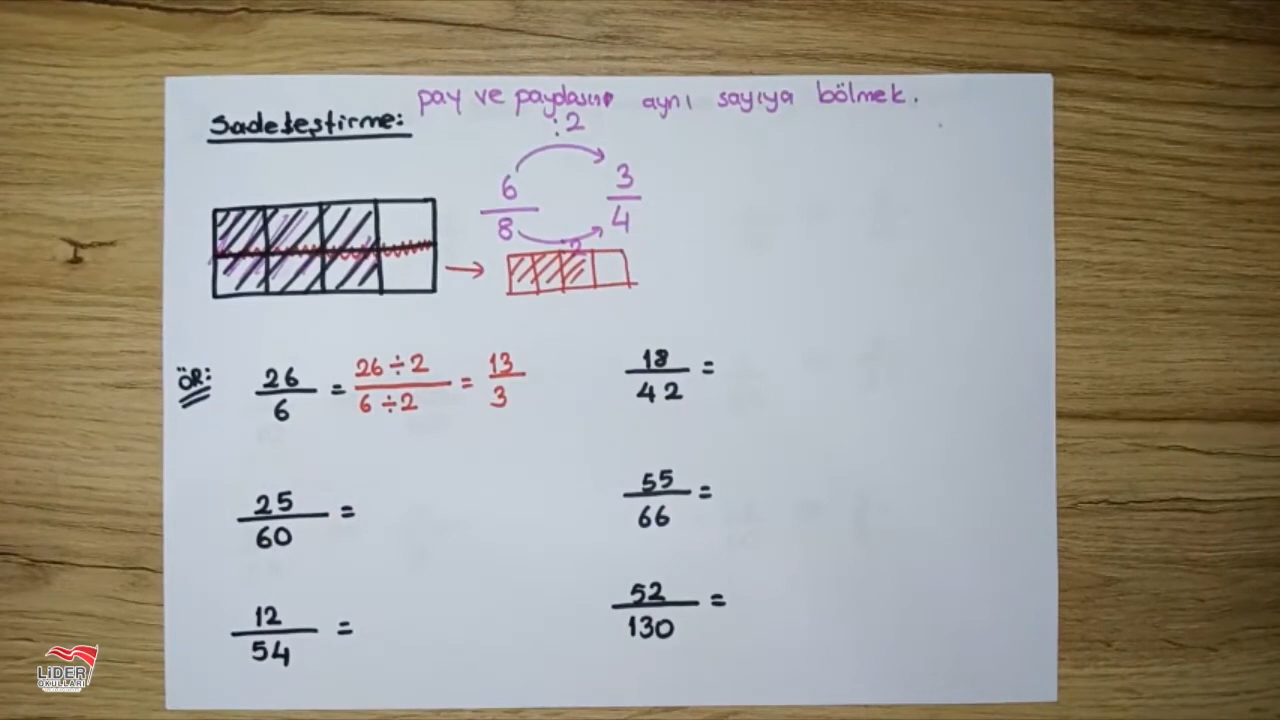 pay ve paydasını aynı sayıya bölmek.
Sadeleştirme:
:2
6/8 3/4
:2
ÖR: 26/6 = 26÷2/6÷2 = 13/3
18/42 =
25/60 =
55/66 =
12/54 =
52/130 =
LİDER
OKULLARI